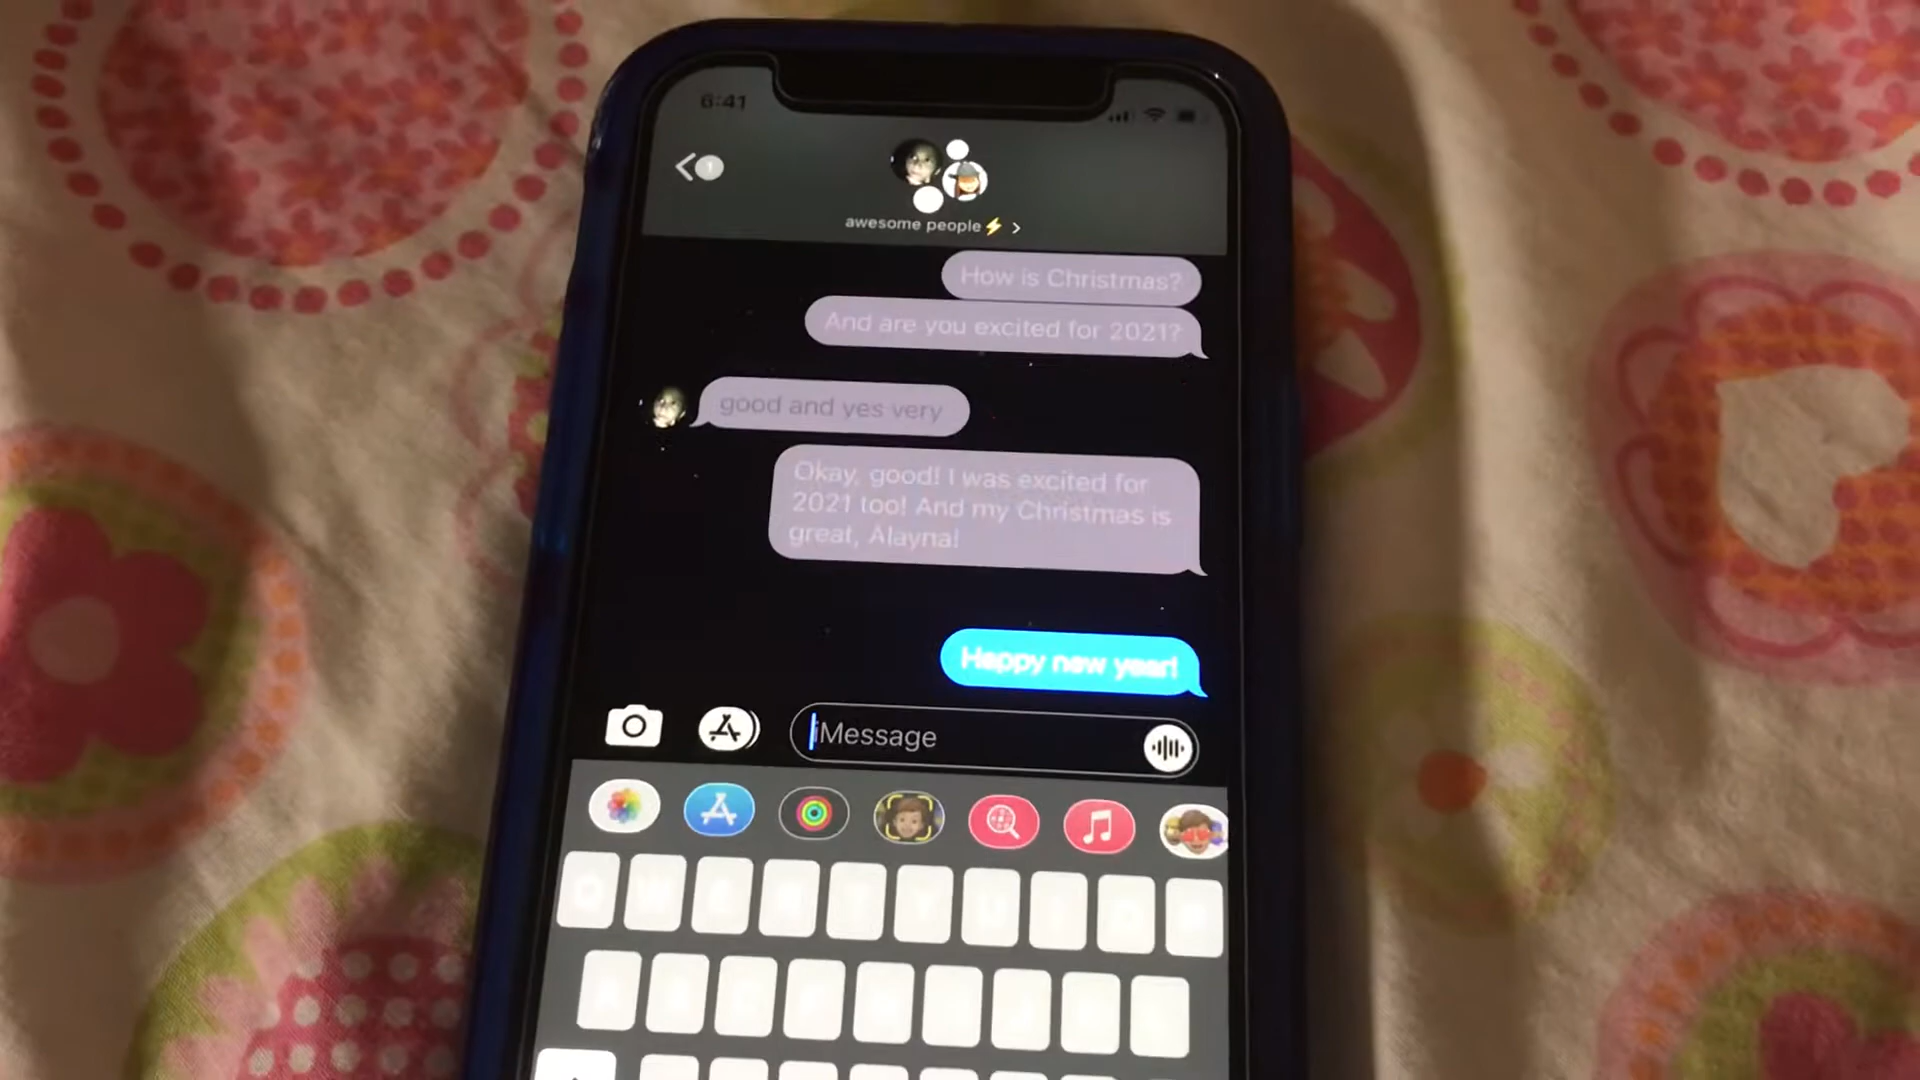 6:41
1
awesome people⚡ >
How is Christmas?
And are you excited for 2021?
good and yes very
Okay, good! I was excited for
2021 too! And my Christmas is
great, Alayna!
Happy new year!
iMessage